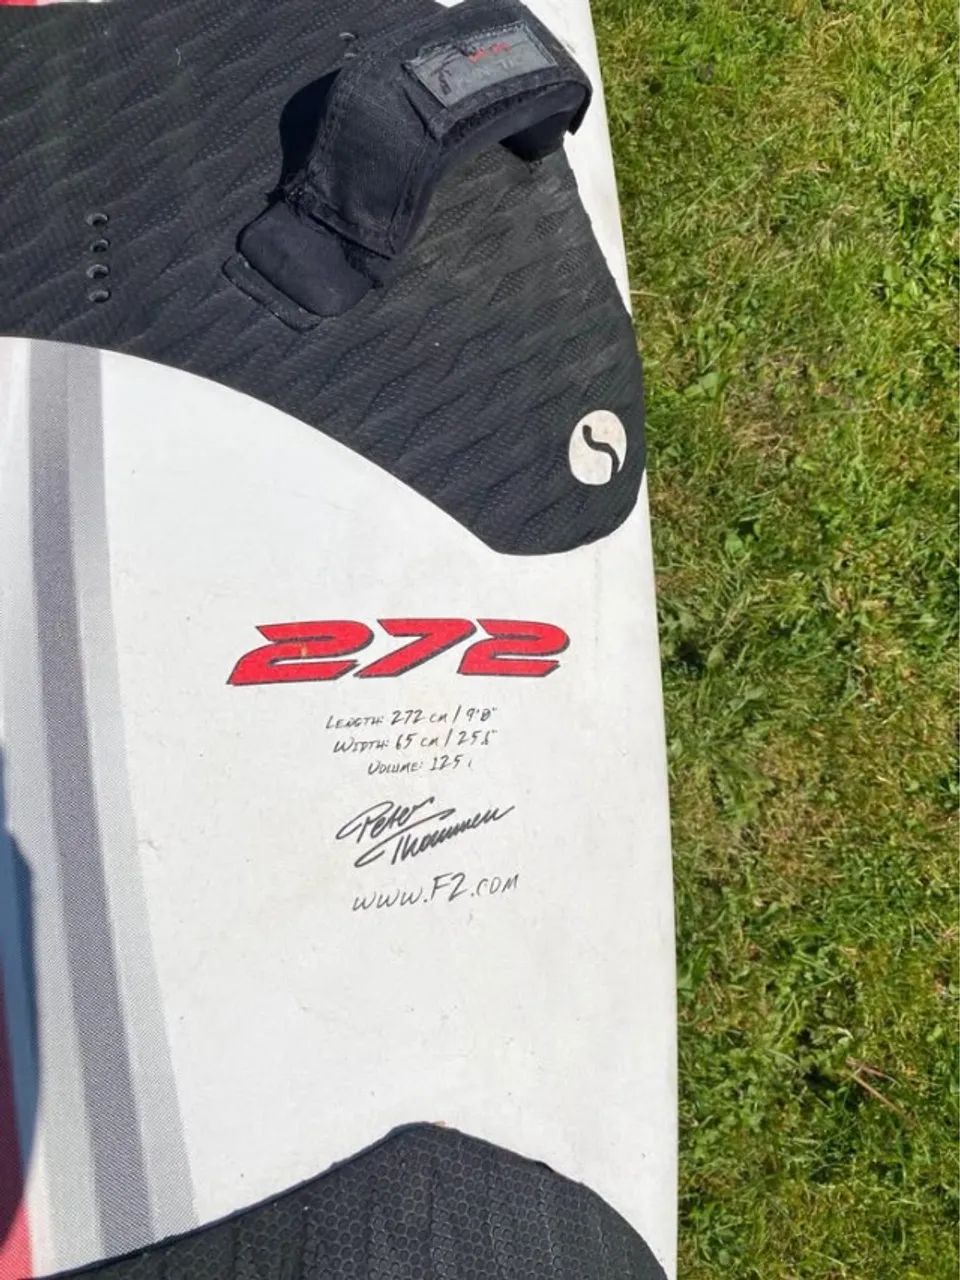 272
LENGTH: 272 CM / 9'0"
WIDTH: 65 CM / 25.6"
VOLUME: 125 l
Peter
Thommen
WWW.F2.COM